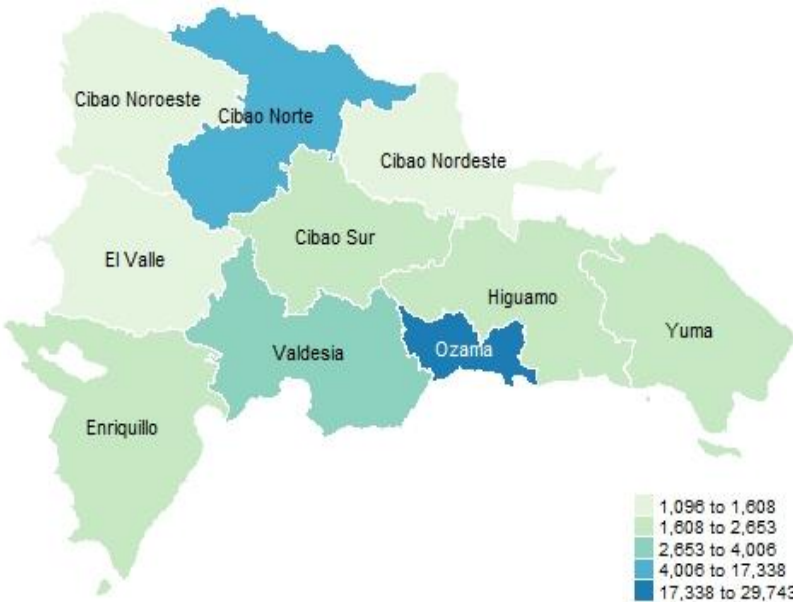 Cibao Noroeste
Cibao Norte
Cibao Nordeste
Cibao Sur
El Valle
Higuamo
Yuma
Valdesia
Ozama
Enriquillo
1,096 to 1,608
1,608 to 2,653
2,653 to 4,006
4,006 to 17,338
17,338 to 29,743